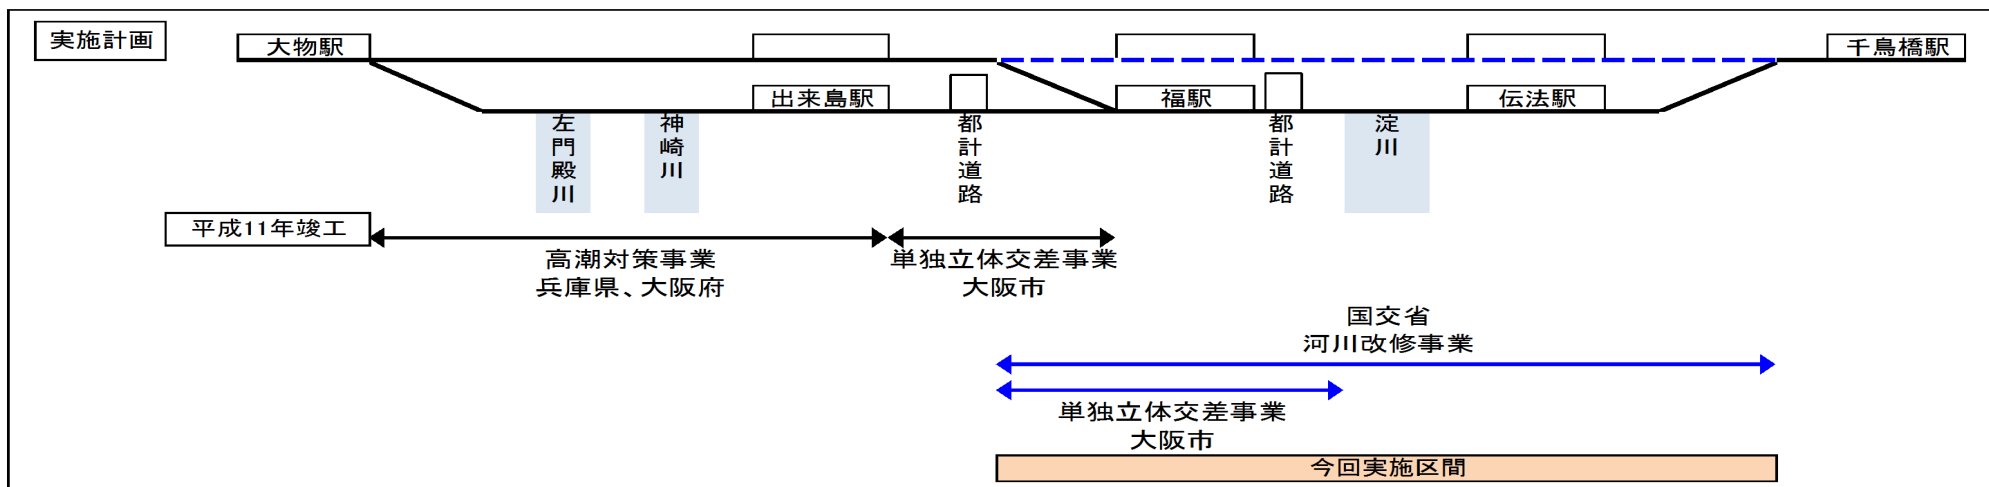 実施計画
大物駅
千鳥橋駅
出来島駅
福駅
伝法駅
左門殿川
神崎川
都計道路
都計道路
淀川
平成11年竣工
高潮対策事業
兵庫県、大阪府
単独立体交差事業
大阪市
国交省
河川改修事業
単独立体交差事業
大阪市
今回実施区間